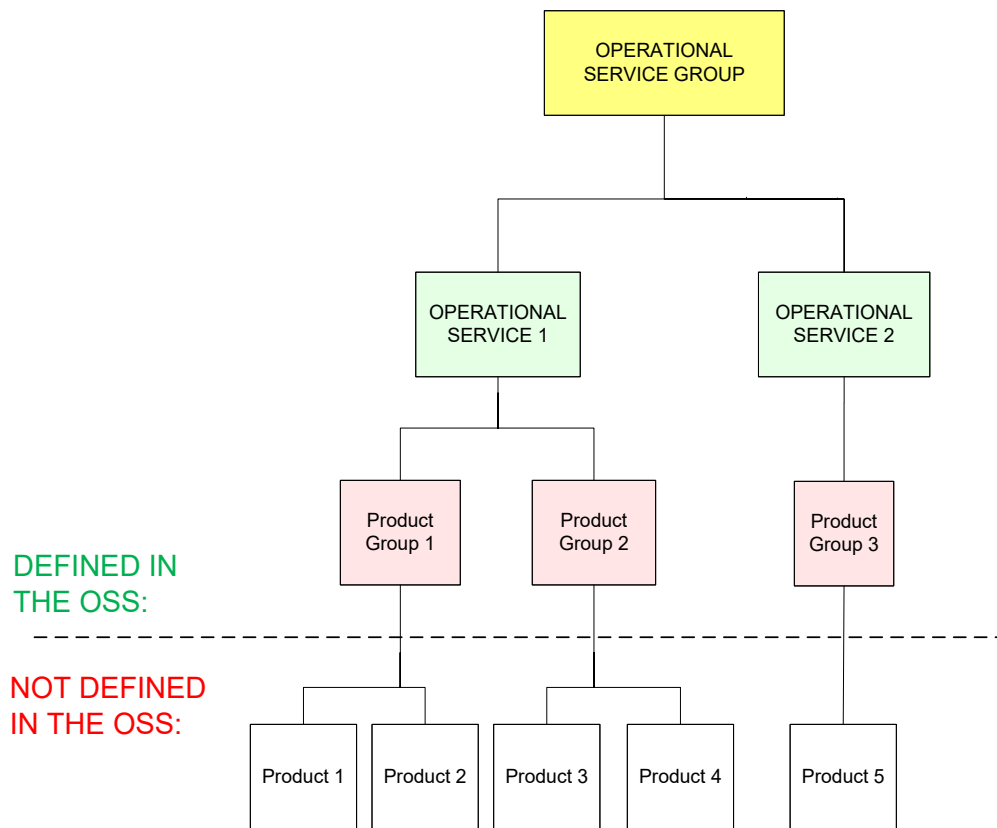 OPERATIONAL
SERVICE GROUP
OPERATIONAL
SERVICE 1
OPERATIONAL
SERVICE 2
Product
Group 1
Product
Group 2
Product
Group 3
DEFINED IN
THE OSS:
NOT DEFINED
IN THE OSS:
Product 1
Product 2
Product 3
Product 4
Product 5